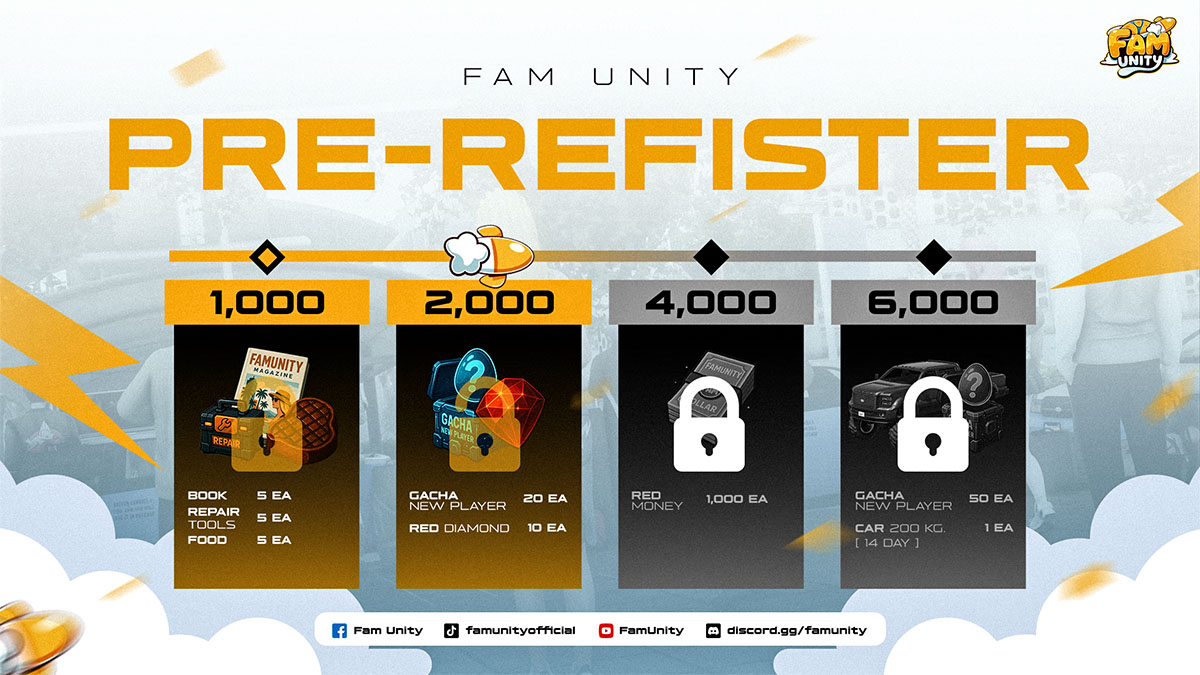 FAM UNITY
FAM
UNITY
PRE-REFISTER
1,000
2,000
4,000
6,000
FAMUNITY
MAGAZINE
REPAIR
BOOK 5 EA
REPAIR
TOOLS 5 EA
FOOD 5 EA
?
GACHA
NEW PLAYER
GACHA
NEW PLAYER 20 EA
RED DIAMOND 10 EA
FAMUNITY
RED
MONEY 1,000 EA
?
GACHA
NEW PLAYER 50 EA
CAR 200 KG. 1 EA
[ 14 DAY ]
Fam Unity famunityofficial FamUnity discord.gg/famunity